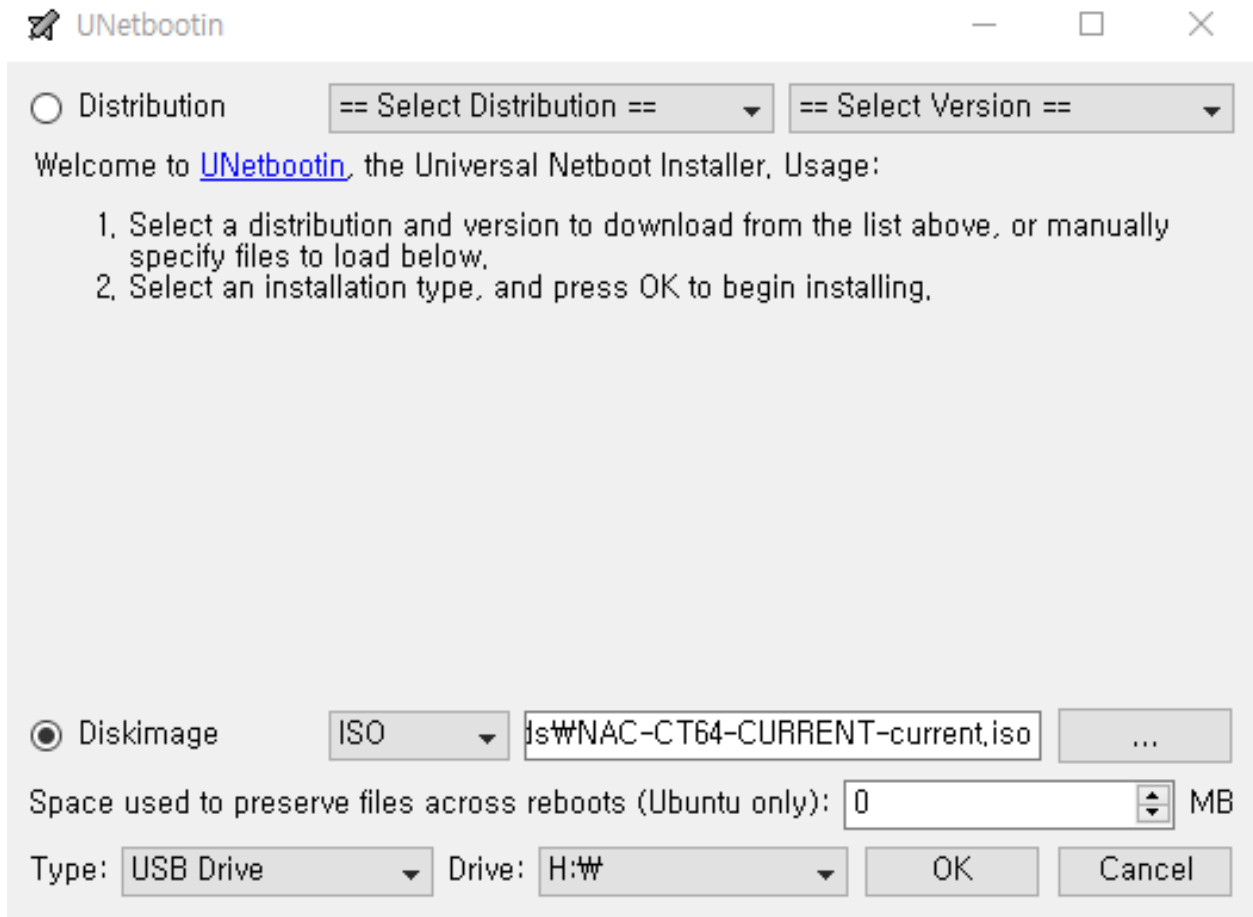 UNetbootin
Distribution == Select Distribution == == Select Version ==
Welcome to UNetbootin, the Universal Netboot Installer. Usage:
1. Select a distribution and version to download from the list above, or manually
specify files to load below.
2. Select an installation type, and press OK to begin installing.
Diskimage ISO ds₩NAC-CT64-CURRENT-current.iso ...
Space used to preserve files across reboots (Ubuntu only): 0 MB
Type: USB Drive Drive: H:₩ OK Cancel